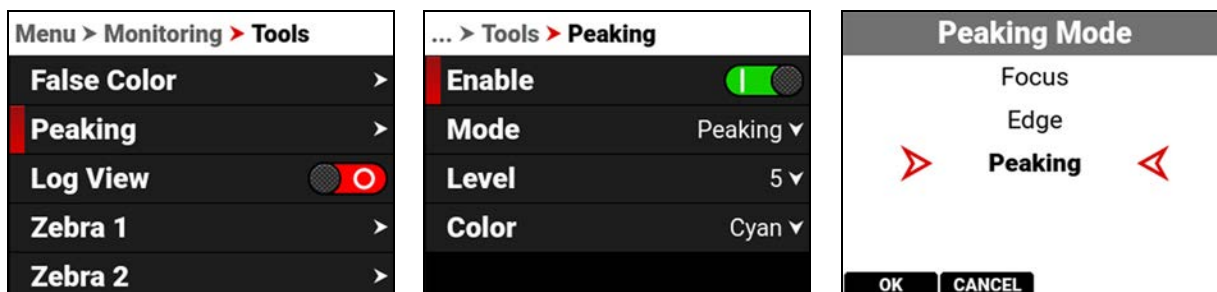 Menu > Monitoring > Tools
False Color >
Peaking >
Log View
Zebra 1 >
Zebra 2 >
... > Tools > Peaking
Enable
Mode Peaking
Level 5
Color Cyan
Peaking Mode
Focus
Edge
Peaking
OK CANCEL